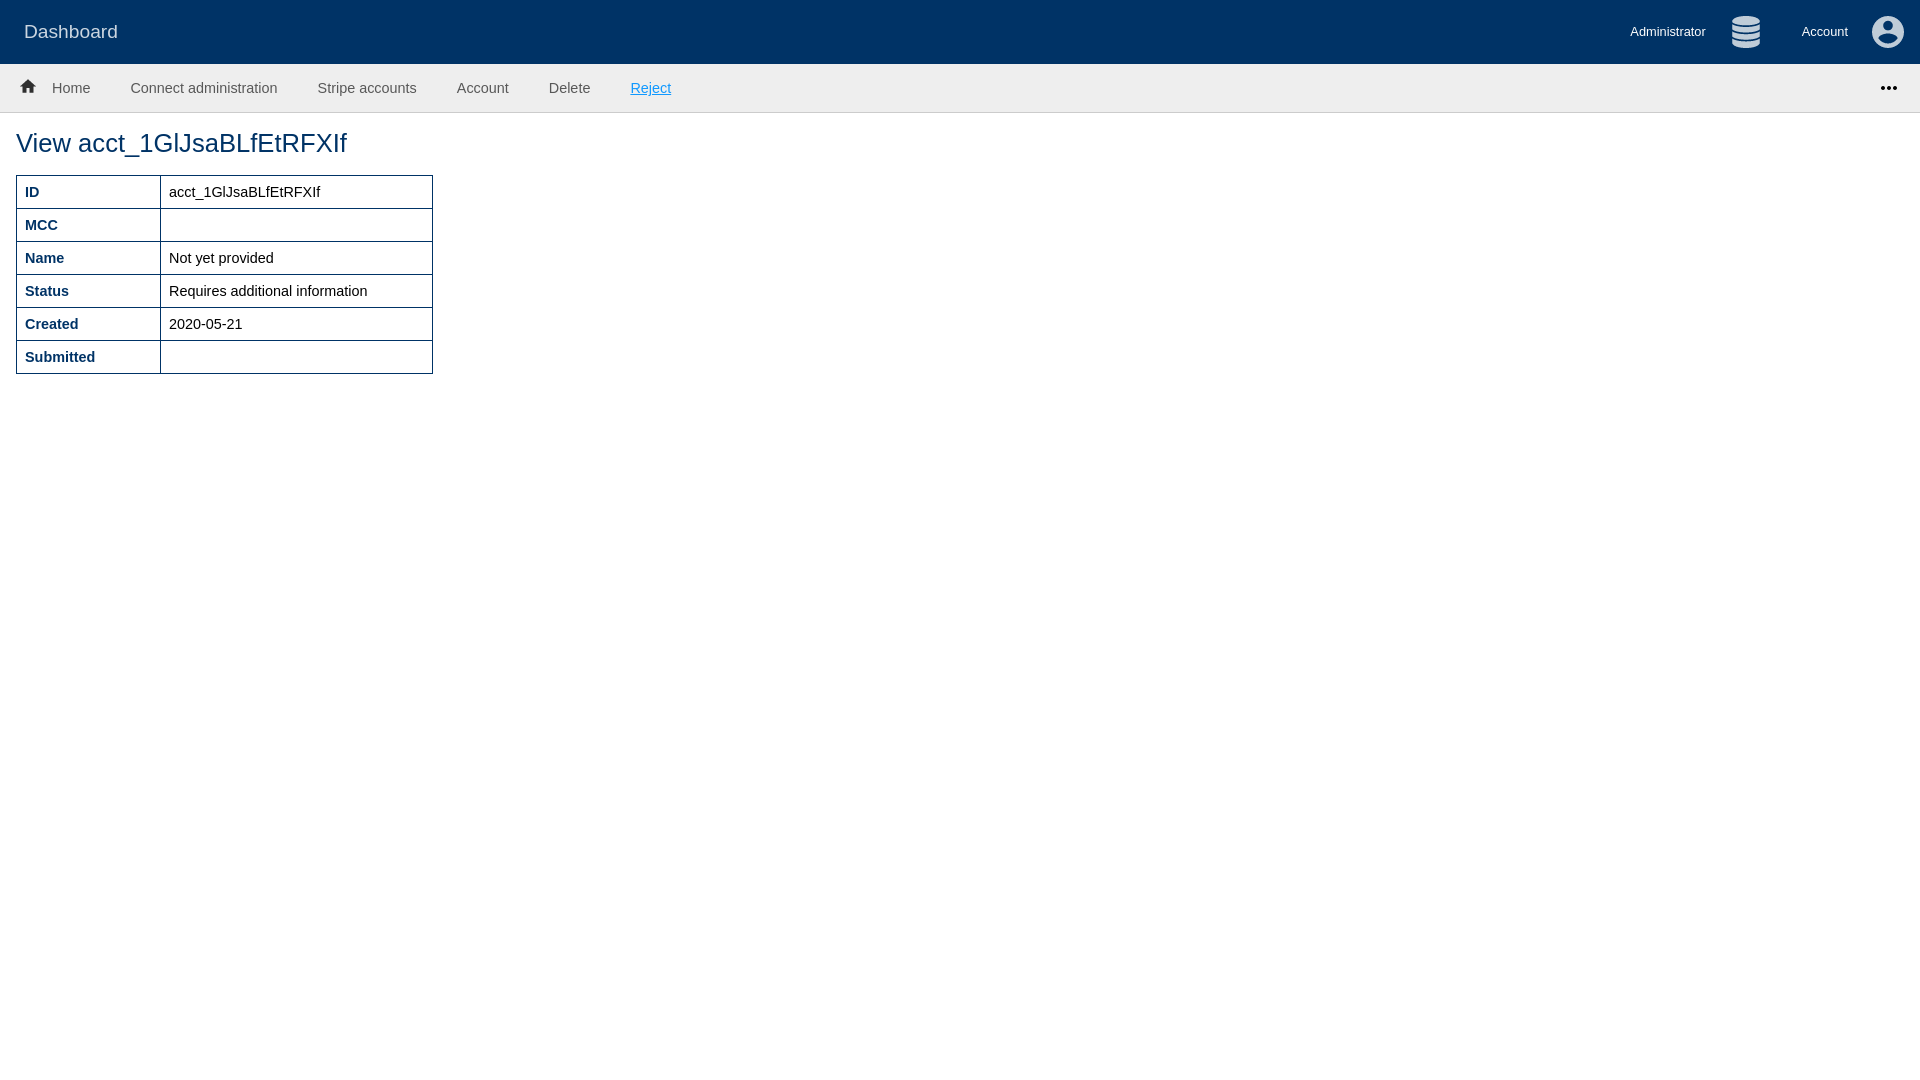 Dashboard
Administrator
Account
Home
Connect administration
Stripe accounts
Account
Delete
Reject
View acct_1GlJsaBLfEtRFXIf
ID acct_1GlJsaBLfEtRFXIf
MCC
Name Not yet provided
Status Requires additional information
Created 2020-05-21
Submitted